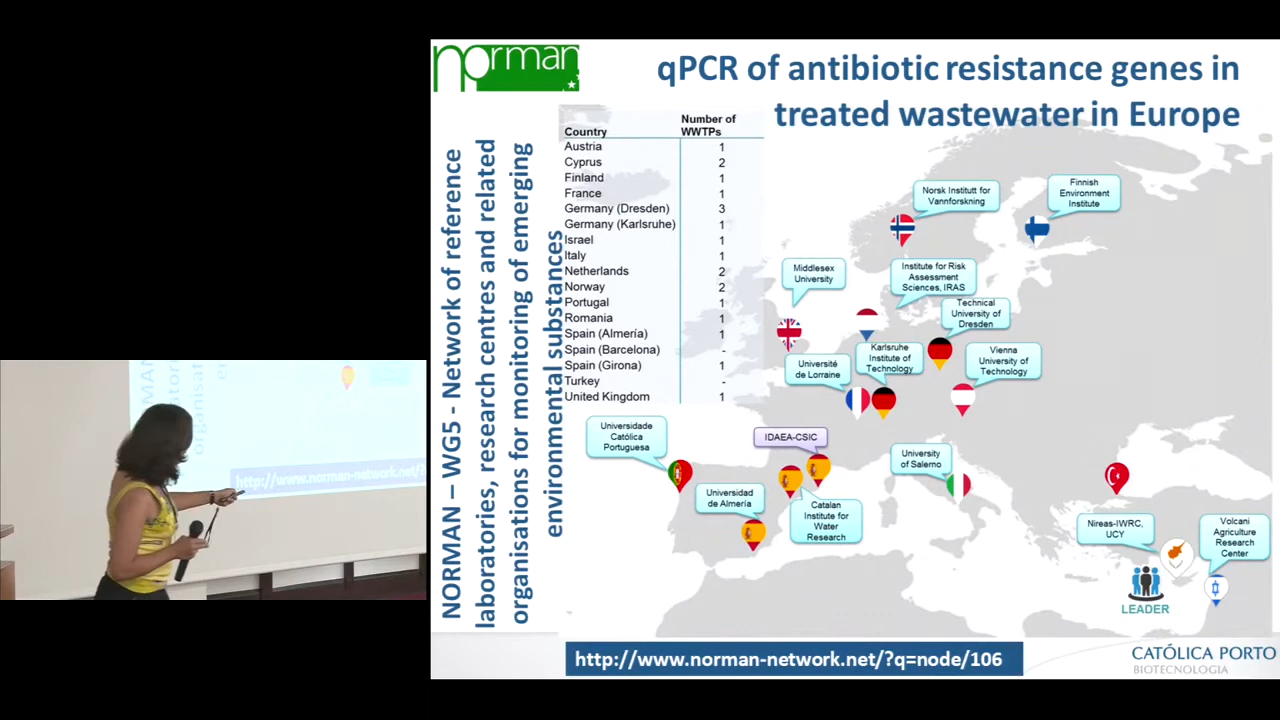 norman
qPCR of antibiotic resistance genes in
treated wastewater in Europe
NORMAN – WG5 - Network of reference
laboratories, research centres and related
organisations for monitoring of emerging
environmental substances
Country Number of WWTPs
Austria 1
Cyprus 2
Finland 1
France 1
Germany (Dresden) 3
Germany (Karlsruhe) 1
Israel 1
Italy 1
Netherlands 2
Norway 2
Portugal 1
Romania 1
Spain (Almería) 1
Spain (Barcelona) -
Spain (Girona) 1
Turkey -
United Kingdom 1
Norsk Institutt for
Vannforskning
Finnish
Environment
Institute
Middlesex
University
Institute for Risk
Assessment
Sciences, IRAS
Technical
University of
Dresden
Université
de Lorraine
Karlsruhe
Institute of
Technology
Vienna
University of
Technology
Universidade
Católica
Portuguesa
IDAEA-CSIC
Universidad
de Almería
Catalan
Institute for
Water
Research
University
of Salerno
Nireas-IWRC,
UCY
Volcani
Agriculture
Research
Center
LEADER
http://www.norman-network.net/?q=node/106
CATÓLICA PORTO
BIOTECNOLOGIA
http://www.norman-network.net/?